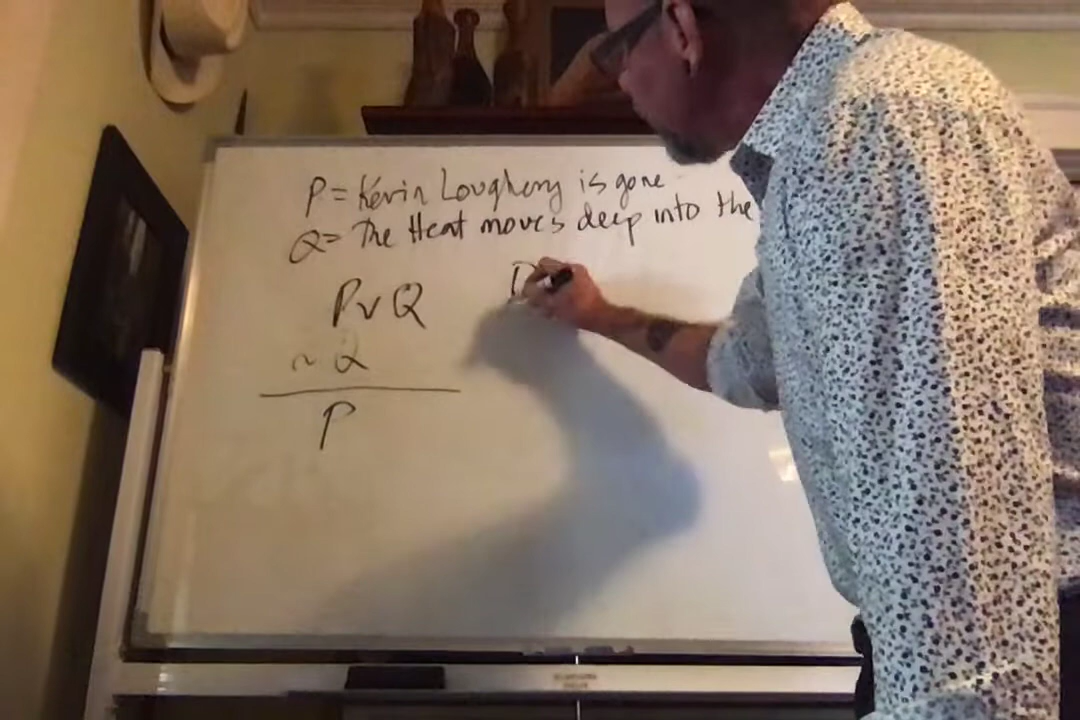 P = Kevin Loughery is gone
Q = The Heat moves deep into the
P v Q
~ Q
P
D